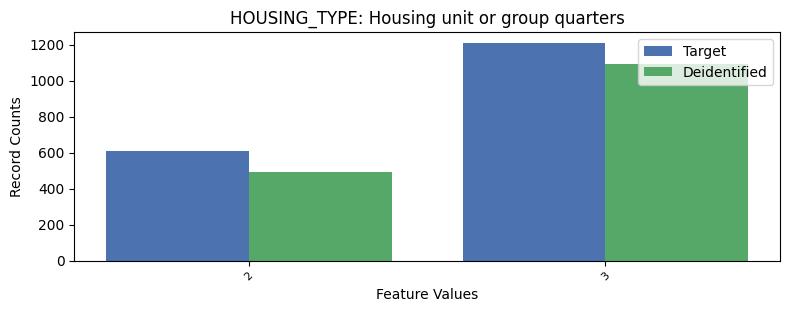 HOUSING_TYPE: Housing unit or group quarters
Target
Deidentified
1200
1000
800
600
400
200
0
Record Counts
2
3
Feature Values